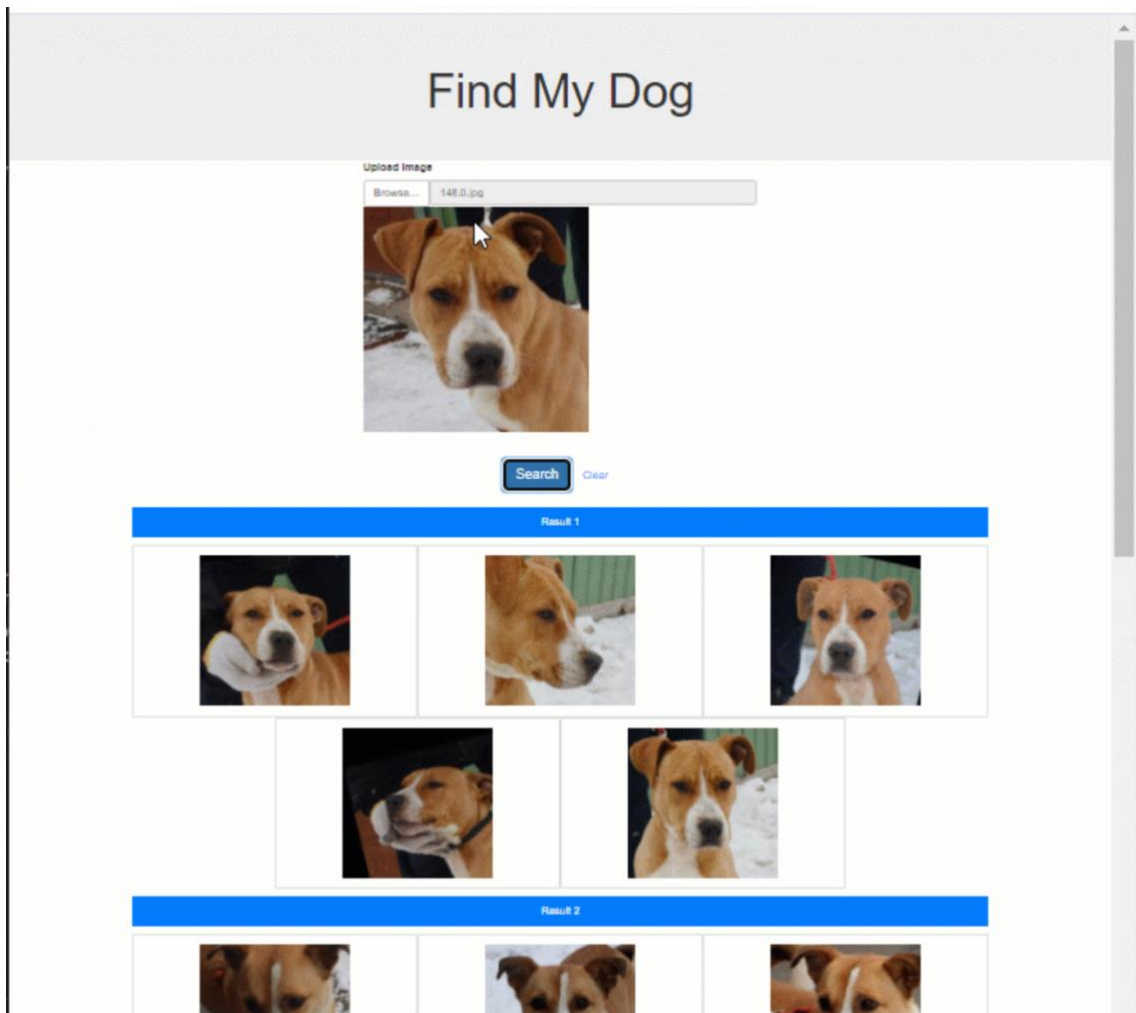 Find My Dog
Upload Image
Browse... 148.0.jpg
Search Clear
Result 1
Result 2